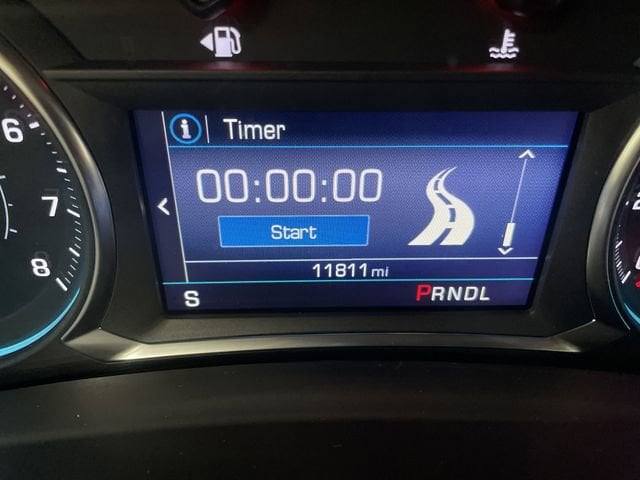 6
7
8
i Timer
00:00:00
Start
11811 mi
S PRNDL